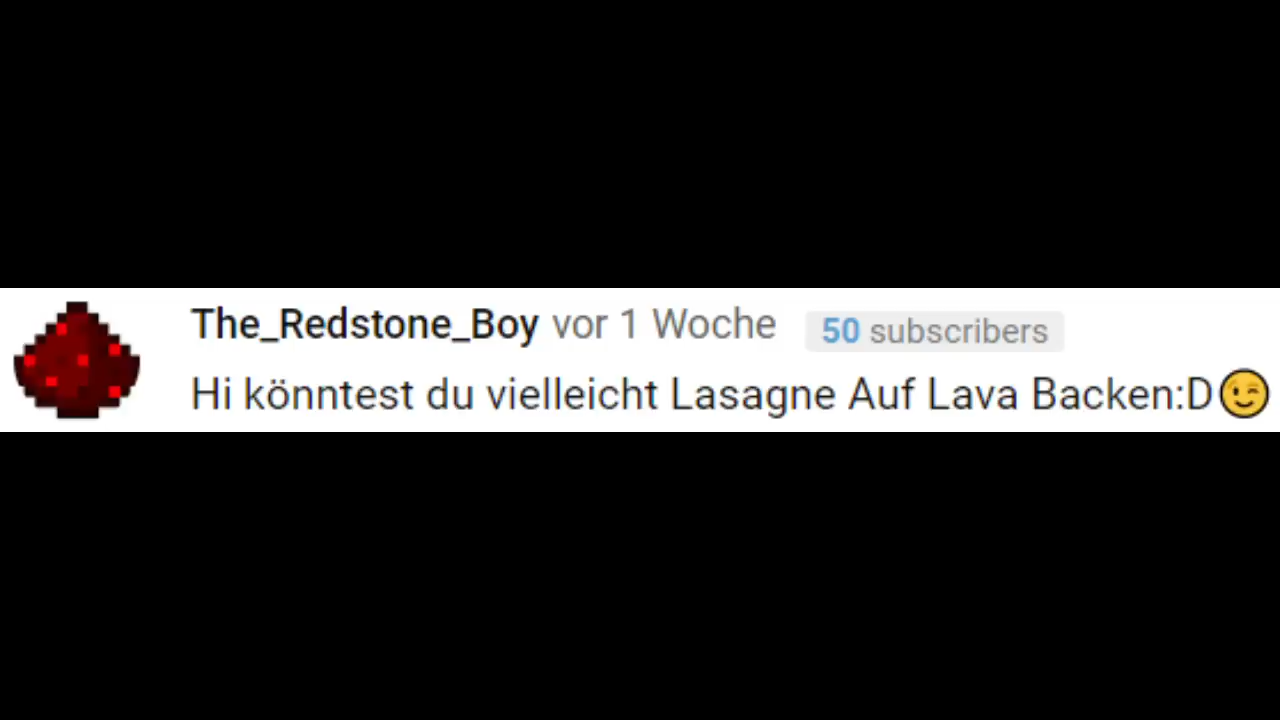 The_Redstone_Boy vor 1 Woche 50 subscribers
Hi könntest du vielleicht Lasagne Auf Lava Backen:D😉